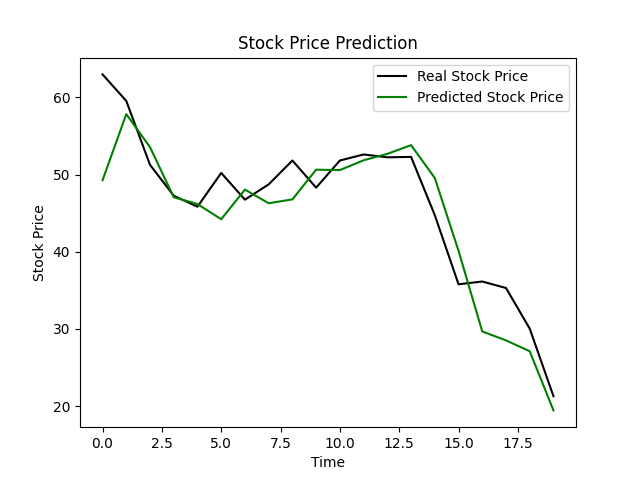 Stock Price Prediction
Real Stock Price
Predicted Stock Price
Stock Price
60
50
40
30
20
0.0 2.5 5.0 7.5 10.0 12.5 15.0 17.5
Time